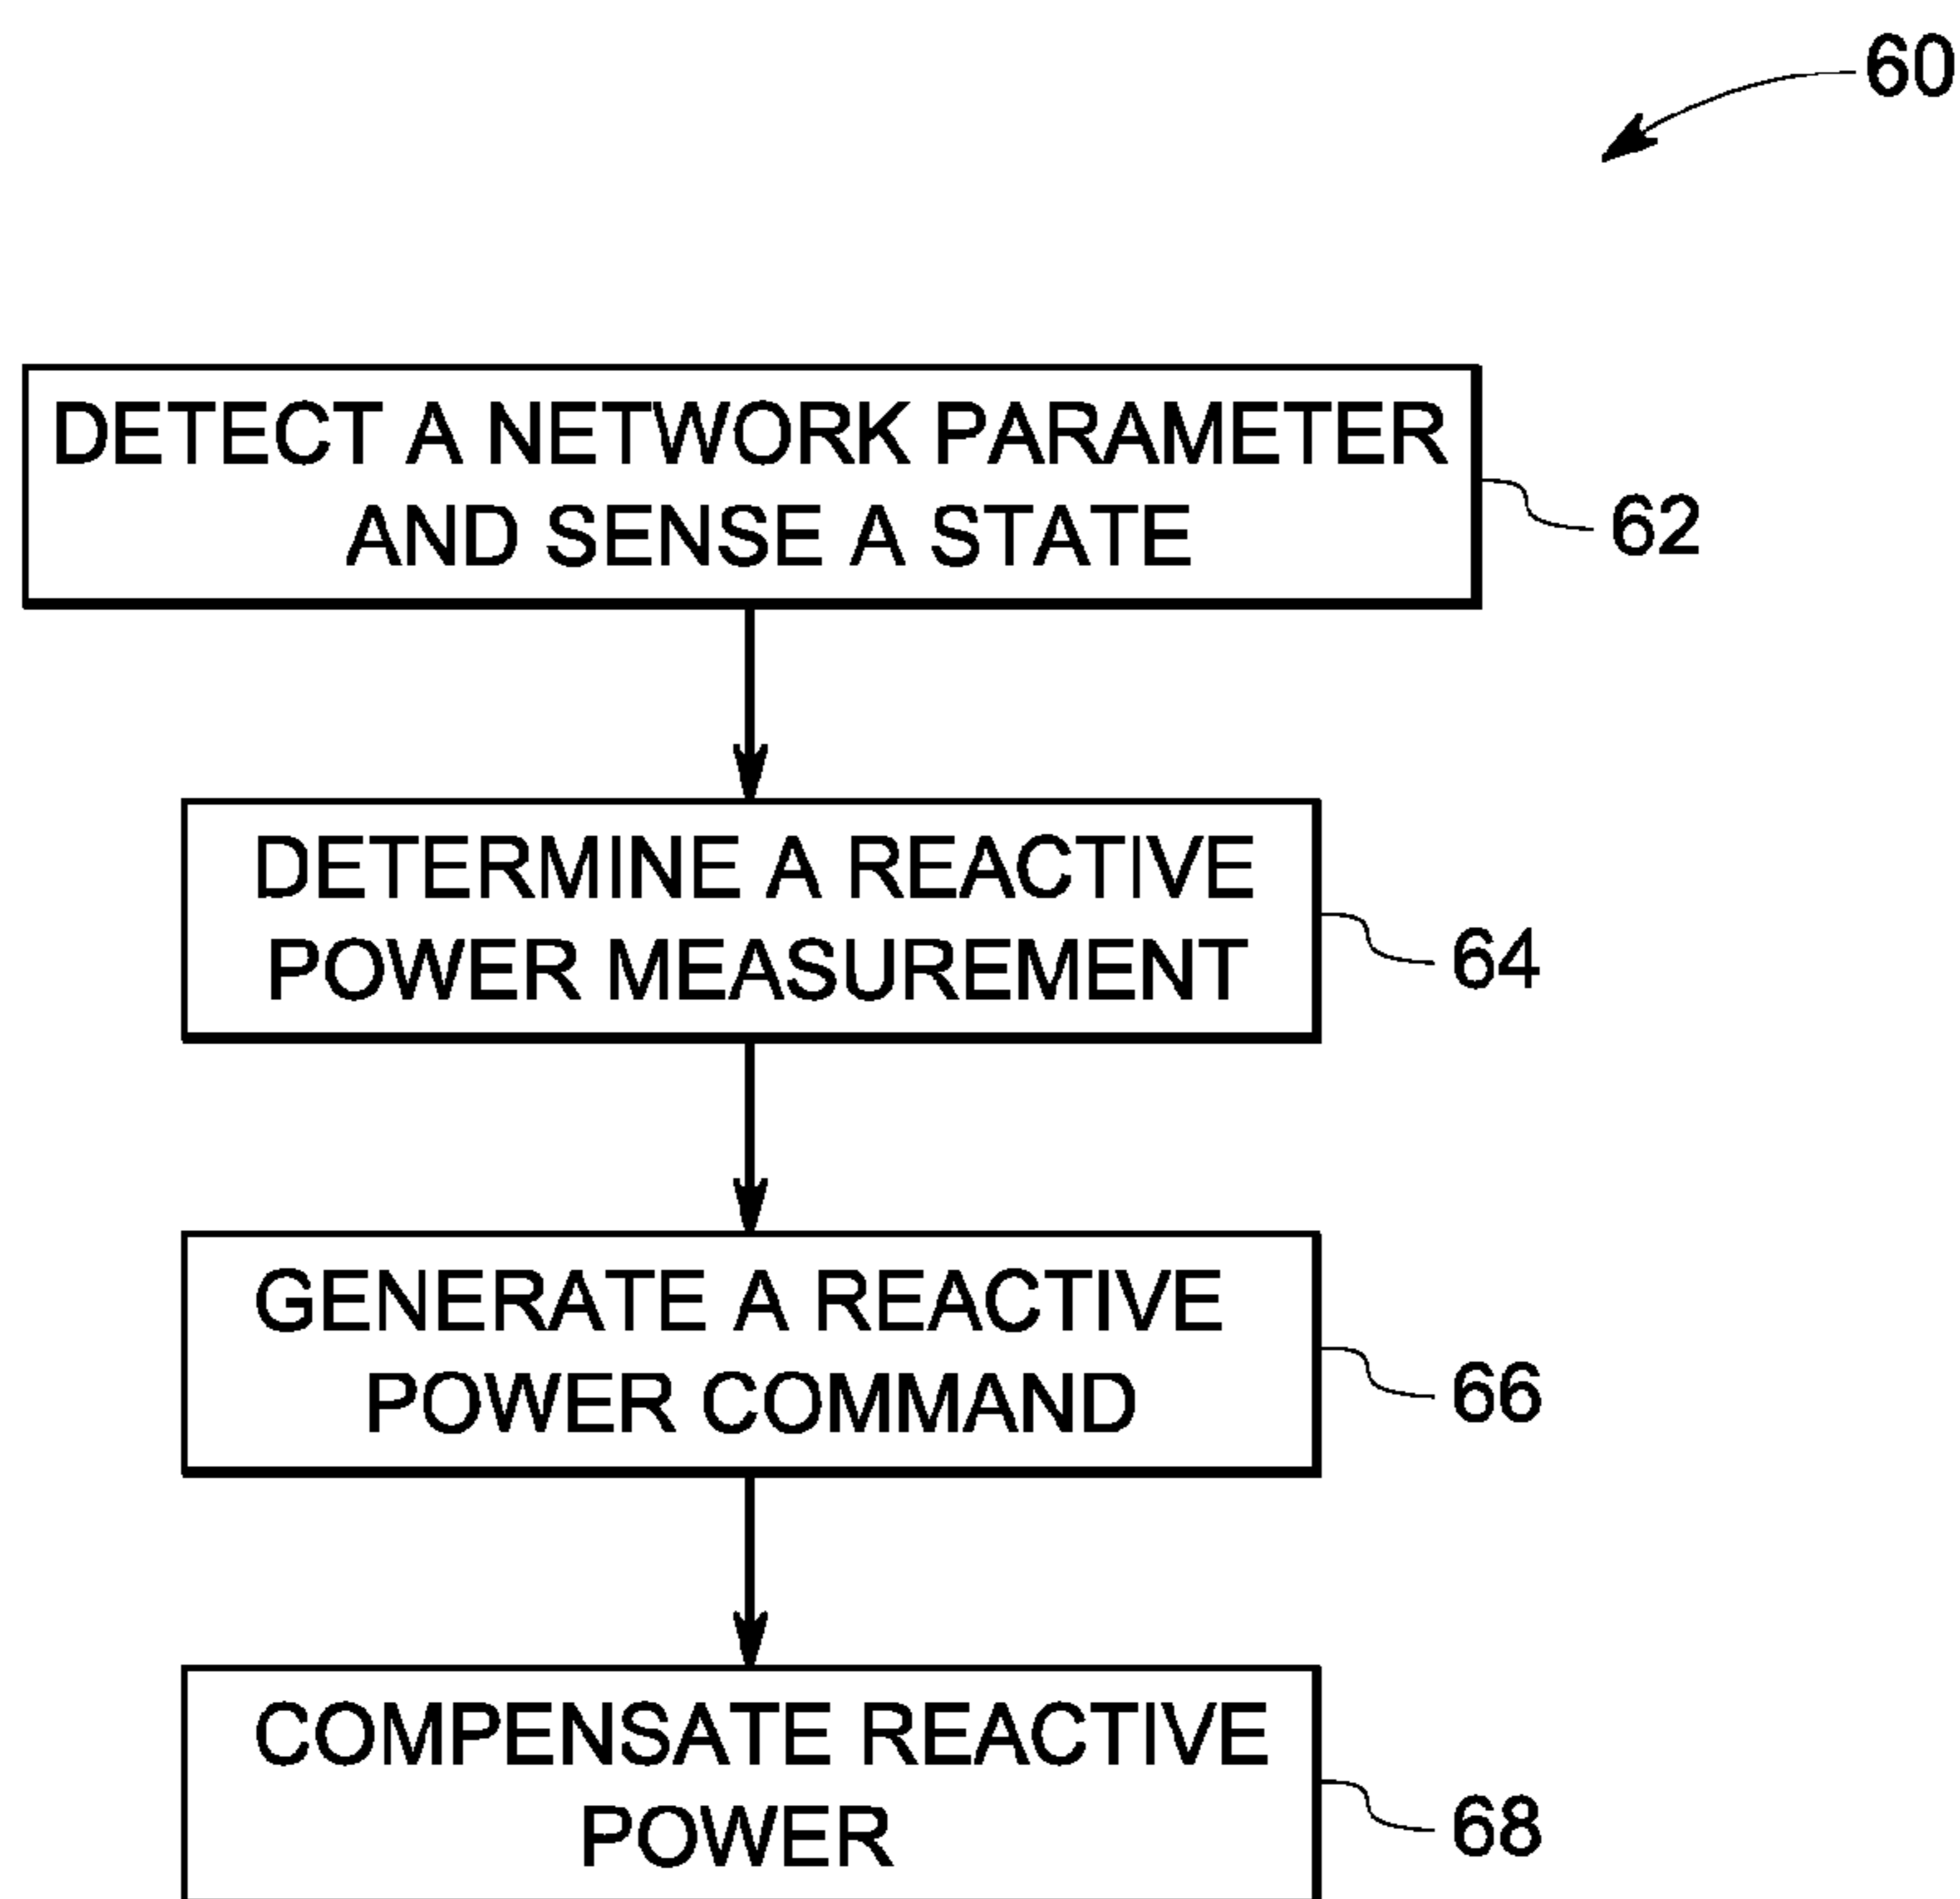 60
DETECT A NETWORK PARAMETER
AND SENSE A STATE
62
DETERMINE A REACTIVE
POWER MEASUREMENT
64
GENERATE A REACTIVE
POWER COMMAND
66
COMPENSATE REACTIVE
POWER
68